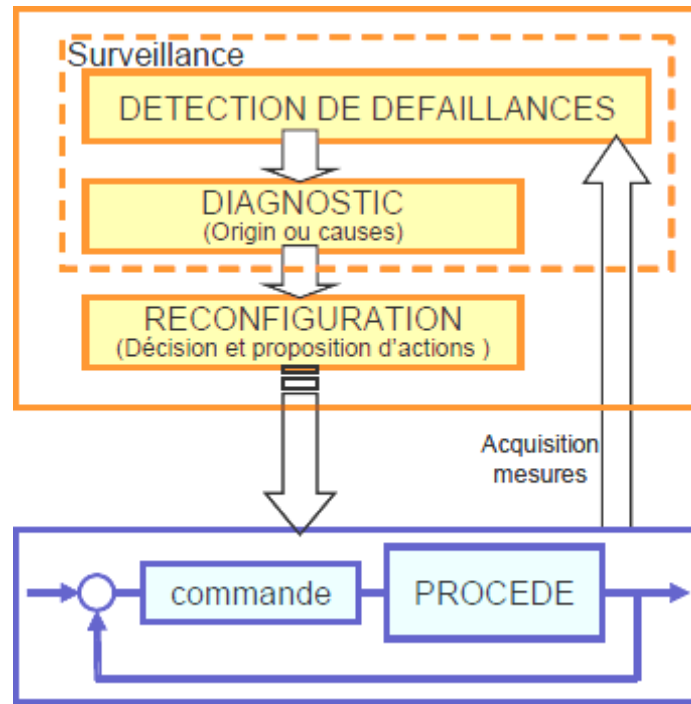 Surveillance
DETECTION DE DEFAILLANCES
DIAGNOSTIC
(Origin ou causes)
RECONFIGURATION
(Décision et proposition d'actions )
Acquisition
mesures
commande
PROCEDE